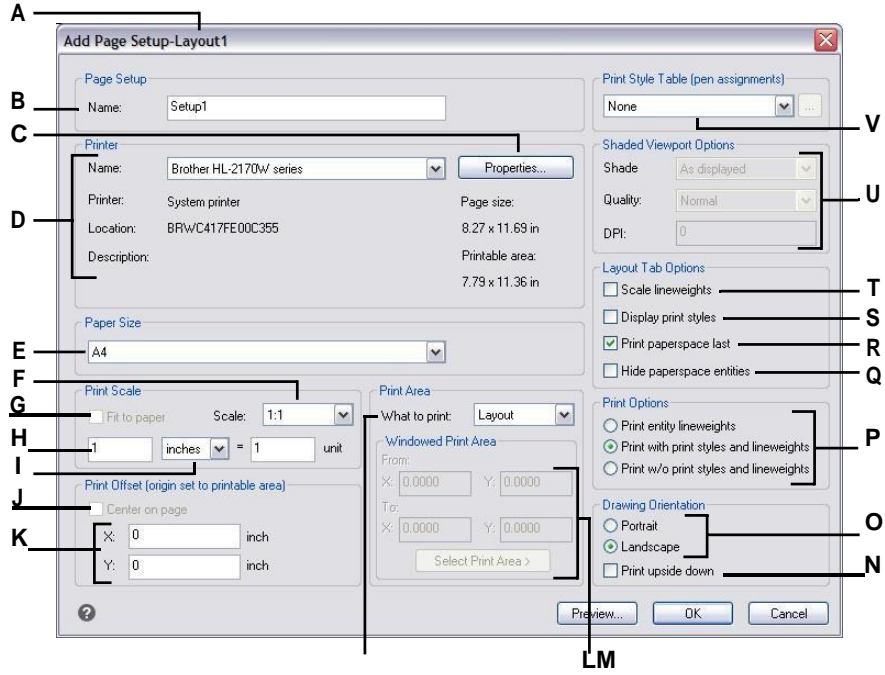 A
Add Page Setup-Layout1
Page Setup
Print Style Table (pen assignments)
B
Name:
Setup1
None
...
V
C
Printer
Shaded Viewport Options
Name:
Brother HL-2170W series
Properties...
Shade
As displayed
Printer:
System printer
Page size:
Quality:
Normal
U
D
Location:
BRWC417FE00C355
8.27 x 11.69 in
DPI:
0
Description:
Printable area:
Layout Tab Options
7.79 x 11.36 in
Scale lineweights
T
Paper Size
Display print styles
S
E
A4
Print paperspace last
R
F
Hide paperspace entities
Q
Print Scale
Print Area
G
Fit to paper
Scale:
1:1
What to print:
Layout
Print Options
H
1
inches
=
1
unit
Windowed Print Area
Print entity lineweights
I
From:
Print with print styles and lineweights
P
X:
0.0000
Y:
0.0000
Print w/o print styles and lineweights
J
Print Offset (origin set to printable area)
Center on page
To:
Drawing Orientation
K
X:
0
inch
X:
0.0000
Y:
0.0000
Portrait
O
Landscape
Y:
0
inch
Select Print Area >
Print upside down
N
?
Preview...
OK
Cancel
LM